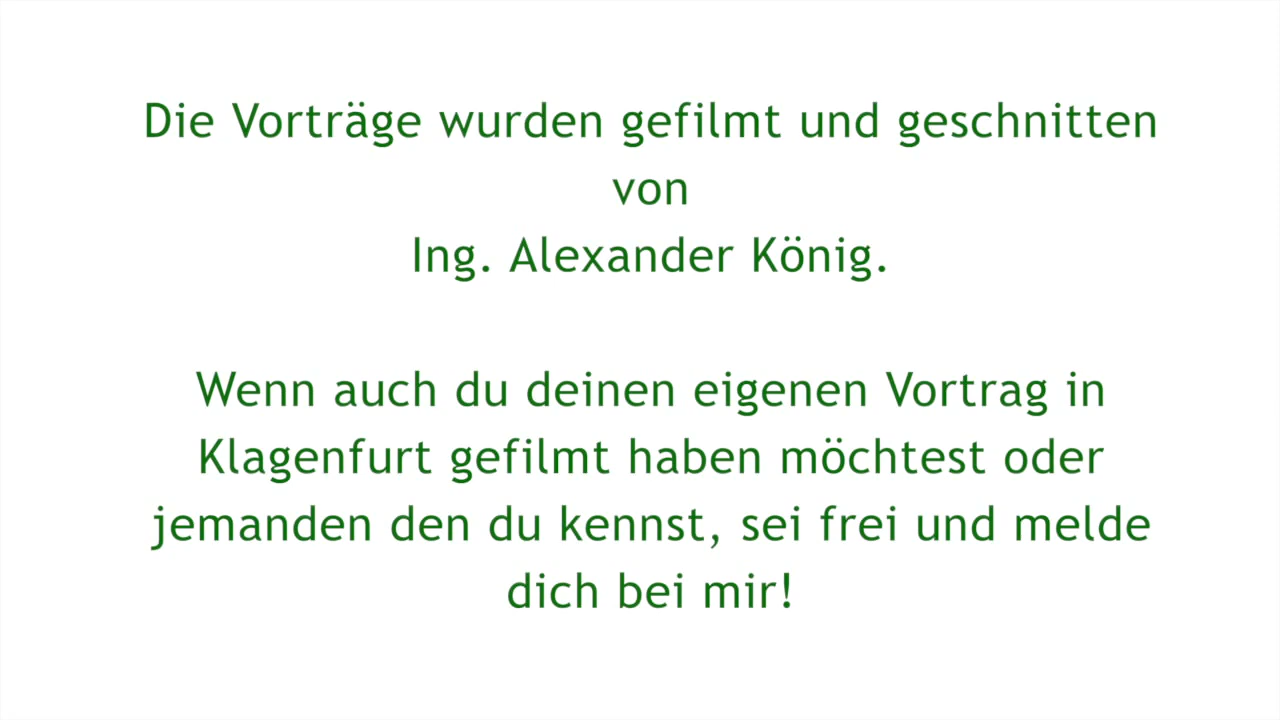 Die Vorträge wurden gefilmt und geschnitten
von
Ing. Alexander König.
Wenn auch du deinen eigenen Vortrag in
Klagenfurt gefilmt haben möchtest oder
jemanden den du kennst, sei frei und melde
dich bei mir!